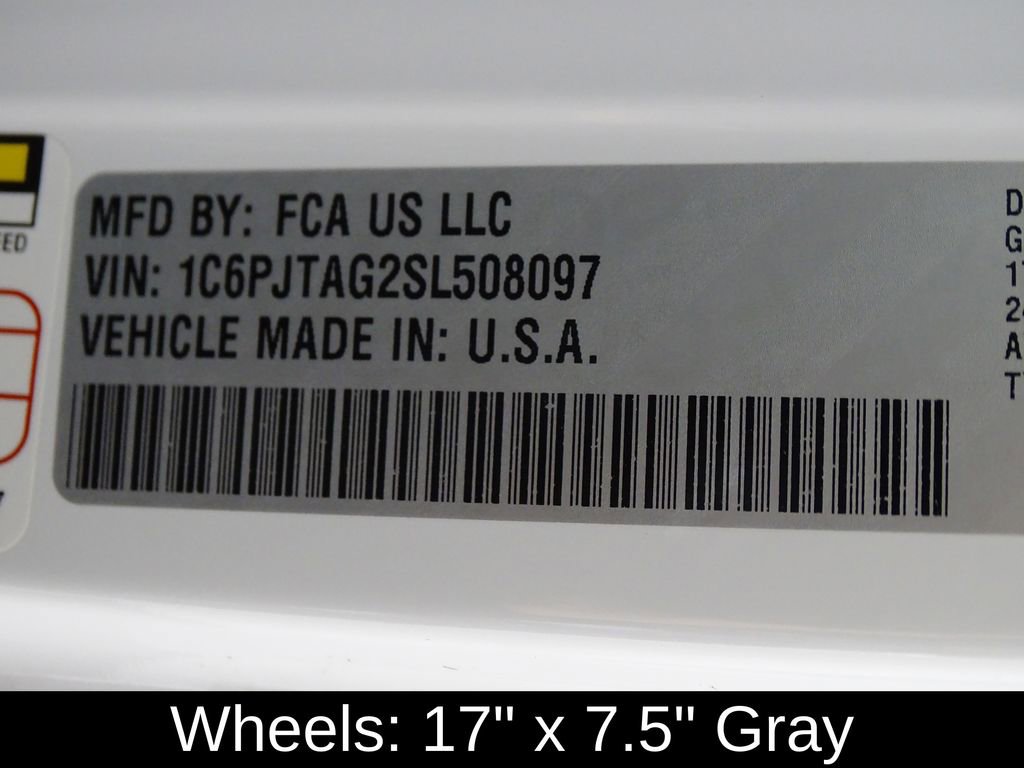 MFD BY: FCA US LLC
VIN: 1C6PJTAG2SL508097
VEHICLE MADE IN: U.S.A.
Wheels: 17" x 7.5" Gray